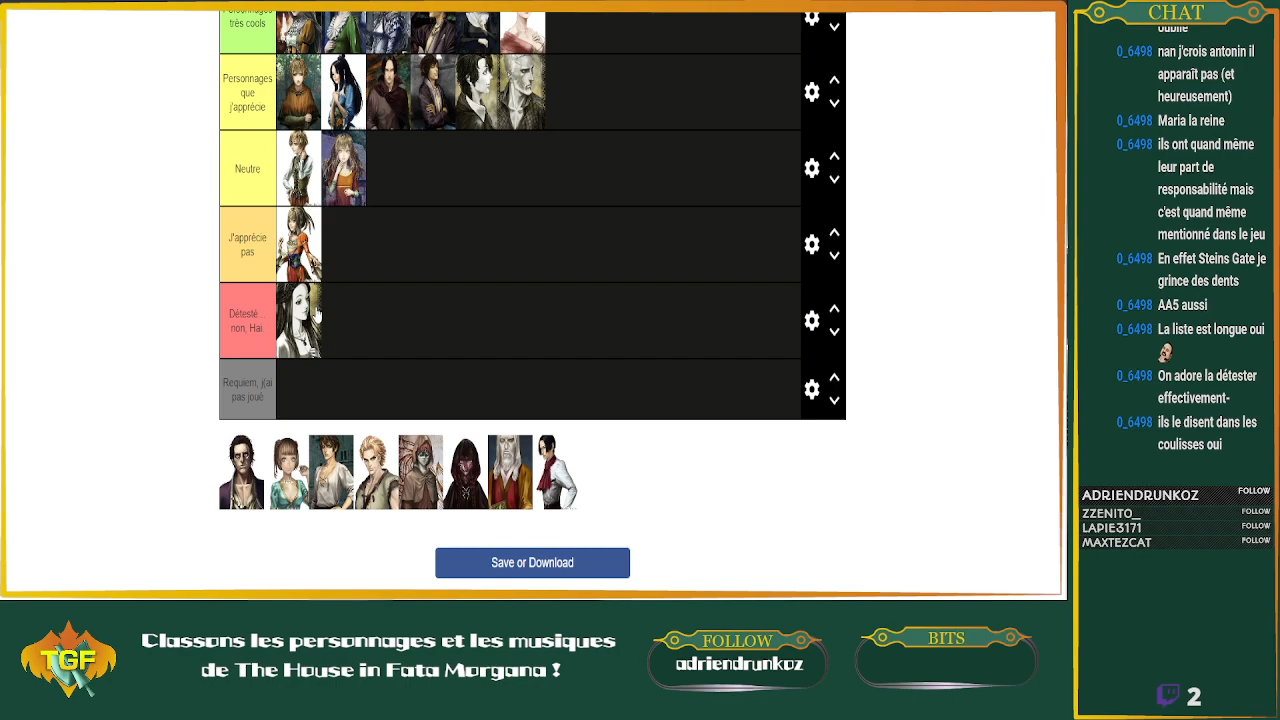 Personnages
très cools
Personnages
que
j'apprécie
Neutre
J'apprécie
pas
Détesté...
non, Hai.
Requiem, j(ai
pas joué
Save or Download
CHAT
oublié
0_6498 nan j'crois antonin il
apparaît pas (et
heureusement)
0_6498 Maria la reine
0_6498 ils ont quand même
leur part de
responsabilité mais
c'est quand même
mentionné dans le jeu
0_6498 En effet Steins Gate je
grince des dents
0_6498 AA5 aussi
0_6498 La liste est longue oui
0_6498 On adore la détester
effectivement-
0_6498 ils le disent dans les
coulisses oui
ADRIENDRUNKOZ FOLLOW
ZZENITO_ FOLLOW
LAPIE3171 FOLLOW
MAXTEZCAT FOLLOW
TGF
Classons les personnages et les musiques
de The House in Fata Morgana !
FOLLOW
adriendrunkoz
BITS
2